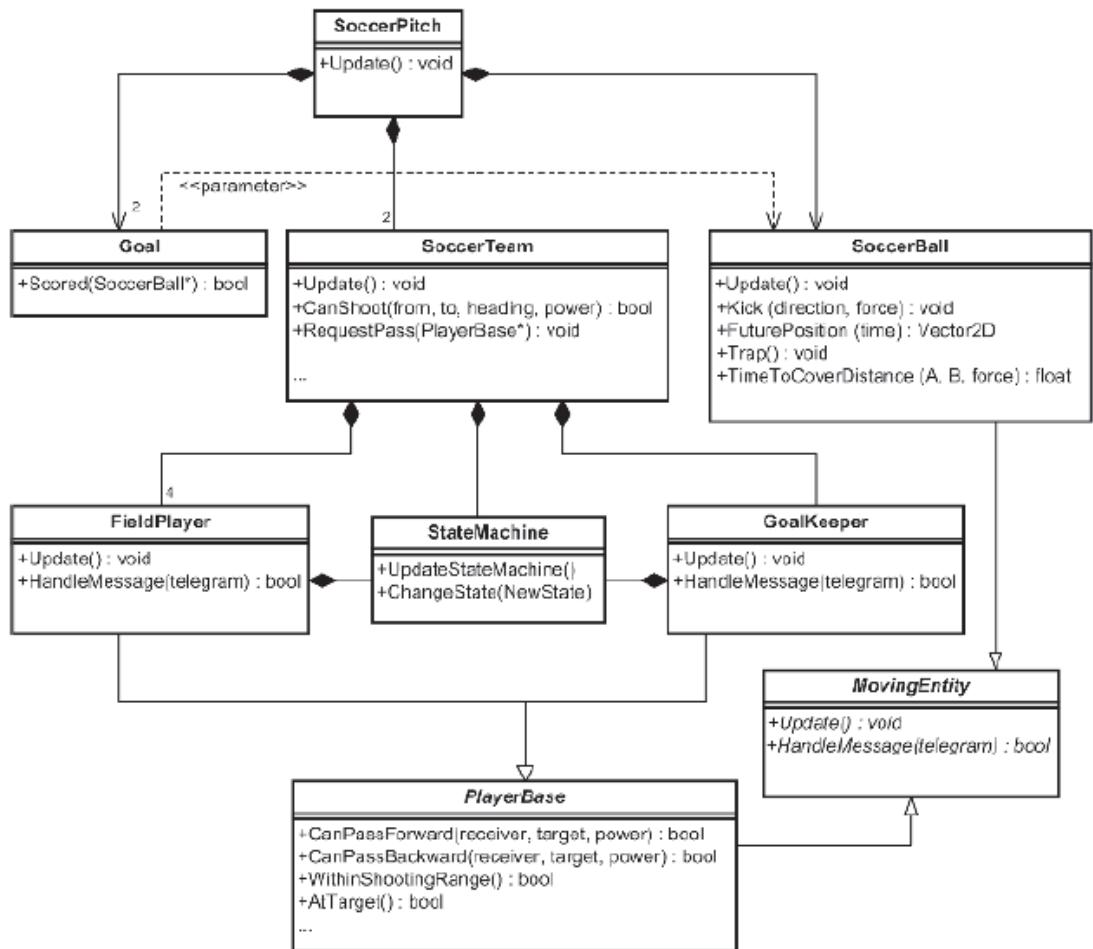 SoccerPitch
+Update() : void
<<parameter>>
2
2
Goal
+Scored(SoccerBall*) : bool
SoccerTeam
+Update() : void
+CanShoot(from, to, heading, power) : bool
+RequestPass(PlayerBase*) : void
...
SoccerBall
+Update() : void
+Kick (direction, force) : void
+FuturePosition (time) : Vector2D
+Trap() : void
+TimeToCoverDistance (A, B, force) : float
4
FieldPlayer
+Update() : void
+HandleMessage(telegram) : bool
StateMachine
+UpdateStateMachine()
+ChangeState(NewState)
GoalKeeper
+Update() : void
+HandleMessage(telegram) : bool
MovingEntity
+Update() : void
+HandleMessage(telegram) : bool
PlayerBase
+CanPassForward(receiver, target, power) : bool
+CanPassBackward(receiver, target, power) : bool
+WithinShootingRange() : bool
+AtTarget() : bool
...